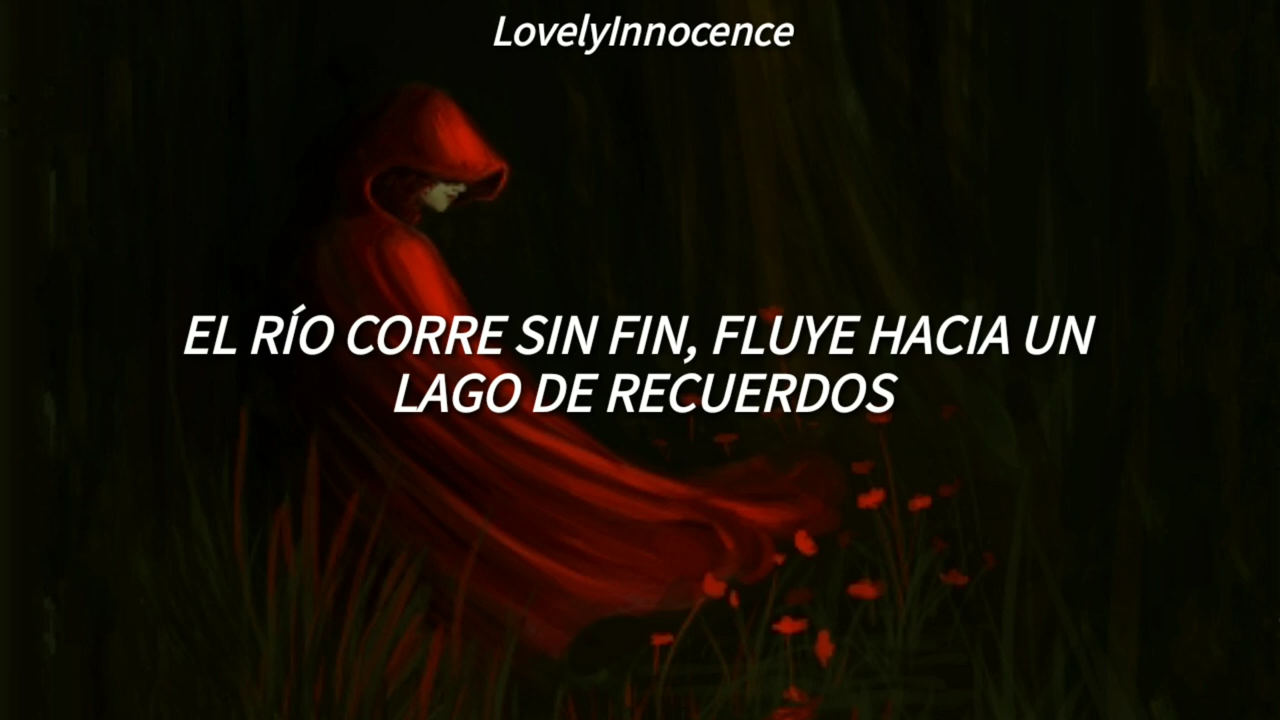 LovelyInnocence
EL RÍO CORRE SIN FIN, FLUYE HACIA UN
LAGO DE RECUERDOS